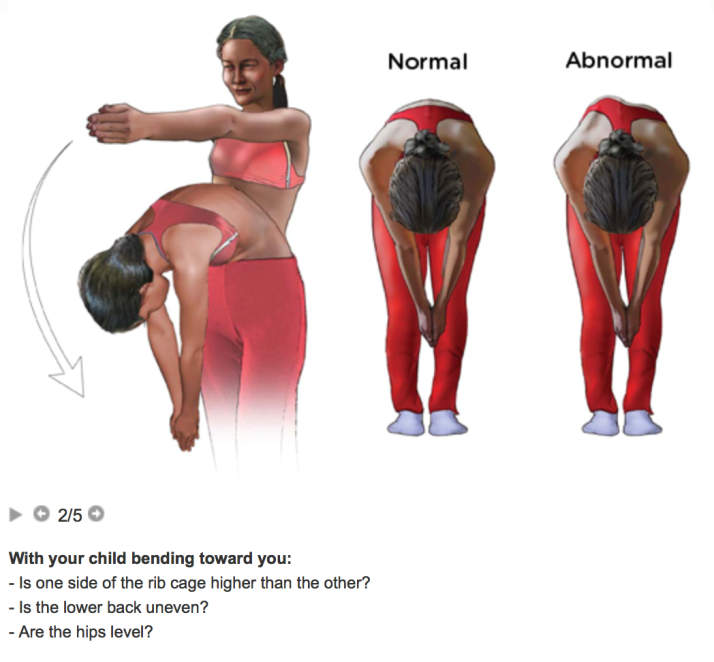 Normal
Abnormal
2/5
With your child bending toward you:
- Is one side of the rib cage higher than the other?
- Is the lower back uneven?
- Are the hips level?